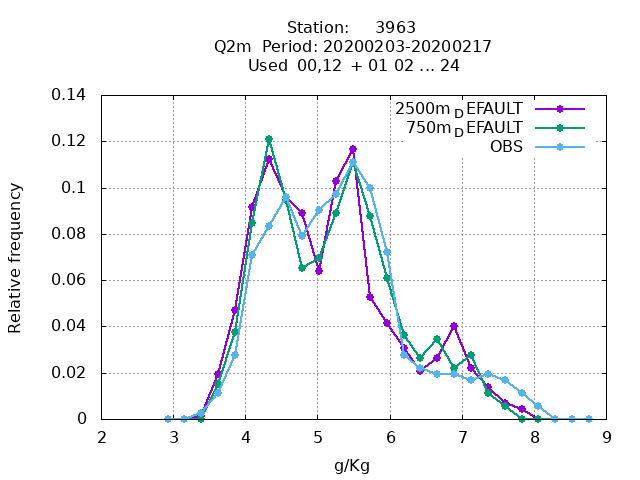 Station: 3963
Q2m Period: 20200203-20200217
Used 00,12 + 01 02 ... 24
0.14
0.12
0.1
0.08
0.06
0.04
0.02
0
2 3 4 5 6 7 8 9
Relative frequency
g/Kg
2500m_DEFAULT
750m_DEFAULT
OBS